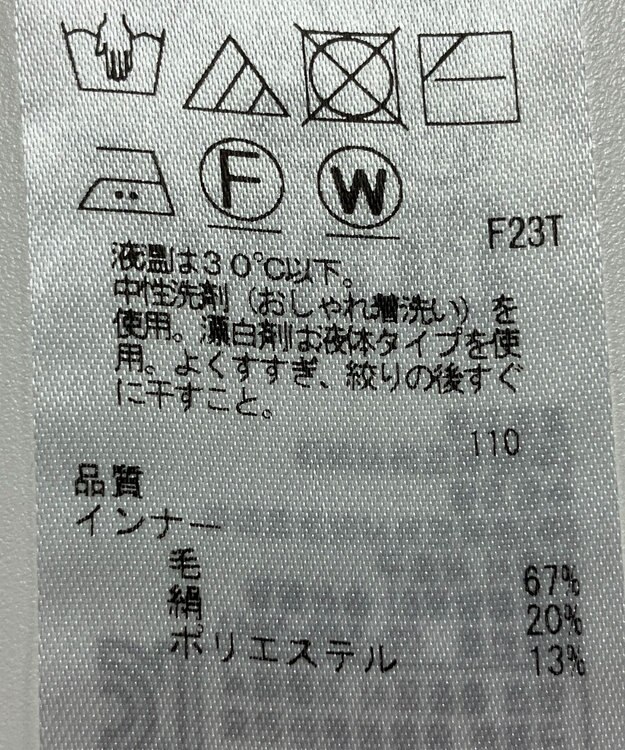 F
W
F23T
液温は30℃以下。
中性洗剤（おしゃれ着洗い）を
使用。漂白剤は液体タイプを使
用。よくすすぎ、絞りの後すぐ
に干すこと。
110
品質
インナー
毛 67%
絹 20%
ポリエステル 13%